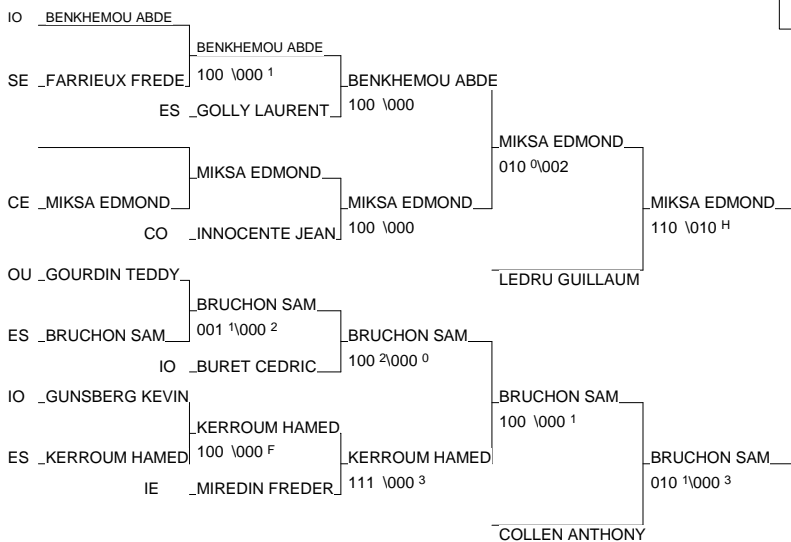 IO BENKHEMOU ABDE
BENKHEMOU ABDE
SE FARRIEUX FREDE 100 \000 1 BENKHEMOU ABDE
ES GOLLY LAURENT 100 \000
MIKSA EDMOND
010 0\002
MIKSA EDMOND
CE MIKSA EDMOND MIKSA EDMOND MIKSA EDMOND
CO INNOCENTE JEAN 100 \000 110 \010 H
OU GOURDIN TEDDY LEDRU GUILLAUM
BRUCHON SAM
001 1\000 2
ES BRUCHON SAM BRUCHON SAM
IO BURET CEDRIC 100 2\000 0
IO GUNSBERG KEVIN BRUCHON SAM
100 \000 1
KERROUM HAMED
100 \000 F
ES KERROUM HAMED KERROUM HAMED BRUCHON SAM
IE MIREDIN FREDER 111 \000 3 010 1\000 3
COLLEN ANTHONY